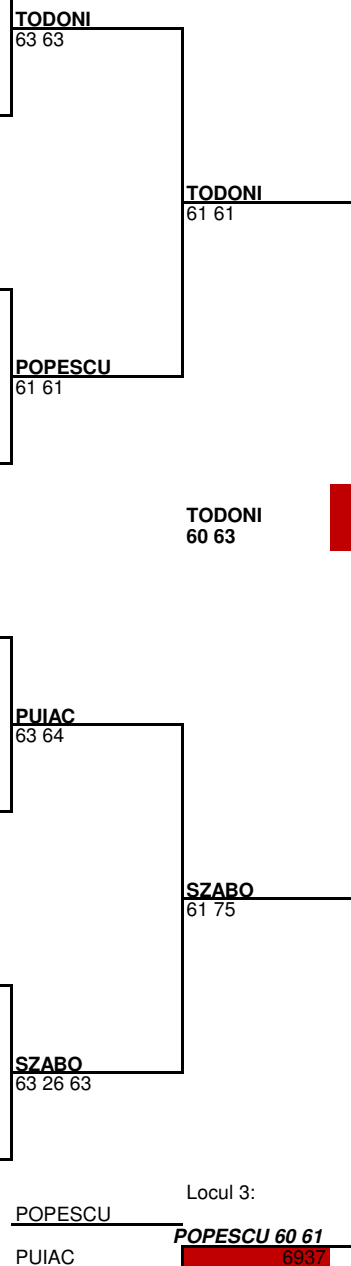 TODONI
63 63
TODONI
61 61
POPESCU
61 61
TODONI
60 63
PUIAC
63 64
SZABO
61 75
SZABO
63 26 63
Locul 3:
POPESCU
POPESCU 60 61
PUIAC
6937